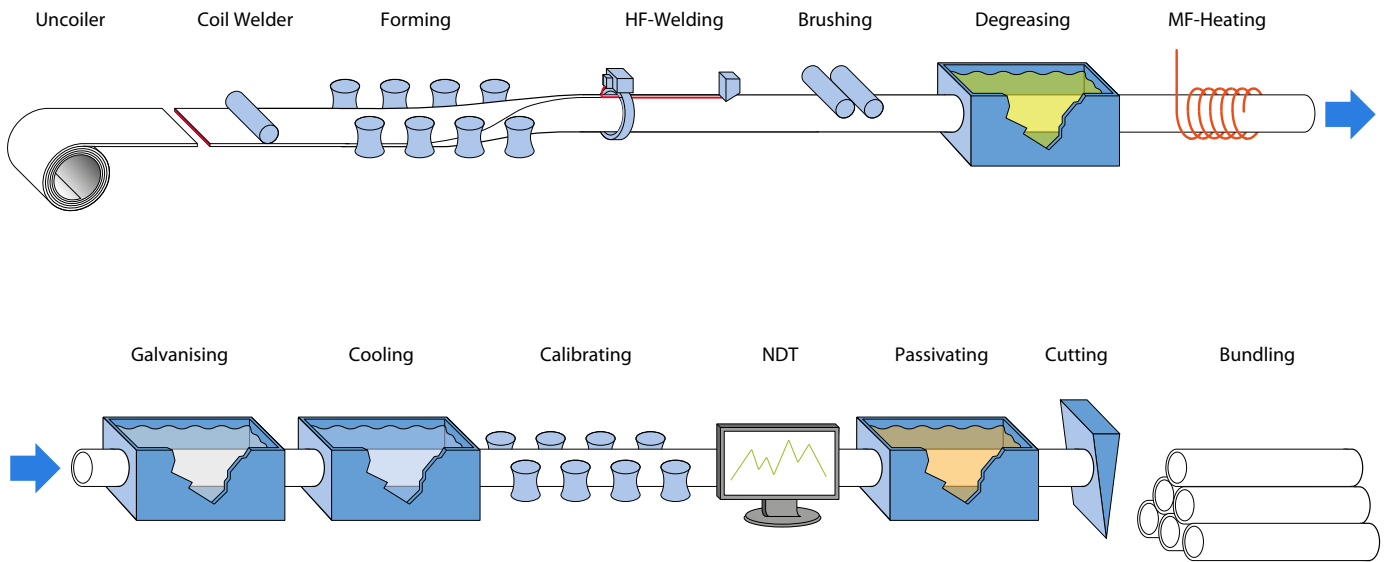 Uncoiler
Coil Welder
Forming
HF-Welding
Brushing
Degreasing
MF-Heating
Galvanising
Cooling
Calibrating
NDT
Passivating
Cutting
Bundling